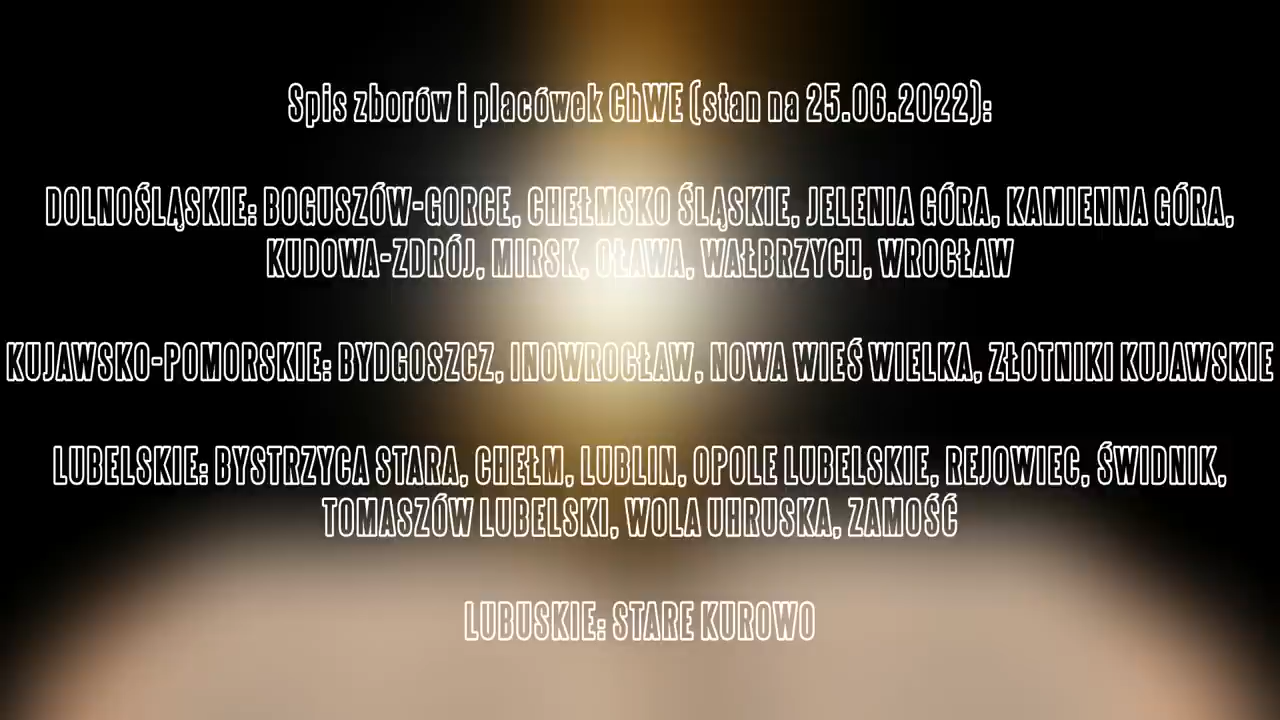 Spis zborów i placówek ChWE (stan na 25.06.2022):
DOLNOŚLĄSKIE: BOGUSZÓW-GORCE, CHEŁMSKO ŚLĄSKIE, JELENIA GÓRA, KAMIENNA GÓRA,
KUDOWA-ZDRÓJ, MIRSK, OŁAWA, WAŁBRZYCH, WROCŁAW
KUJAWSKO-POMORSKIE: BYDGOSZCZ, INOWROCŁAW, NOWA WIEŚ WIELKA, ZŁOTNIKI KUJAWSKIE
LUBELSKIE: BYSTRZYCA STARA, CHEŁM, LUBLIN, OPOLE LUBELSKIE, REJOWIEC, ŚWIDNIK,
TOMASZÓW LUBELSKI, WOLA UHRUSKA, ZAMOŚĆ
LUBUSKIE: STARE KUROWO